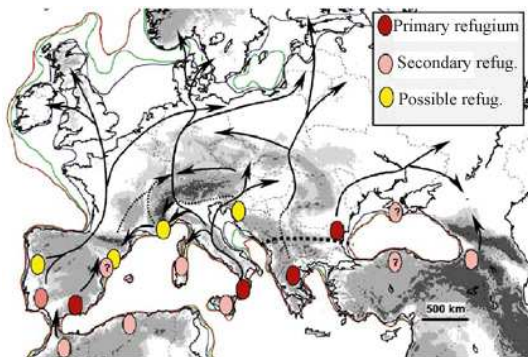 Primary refugium
Secondary refug.
Possible refug.
?
?
?
500 km